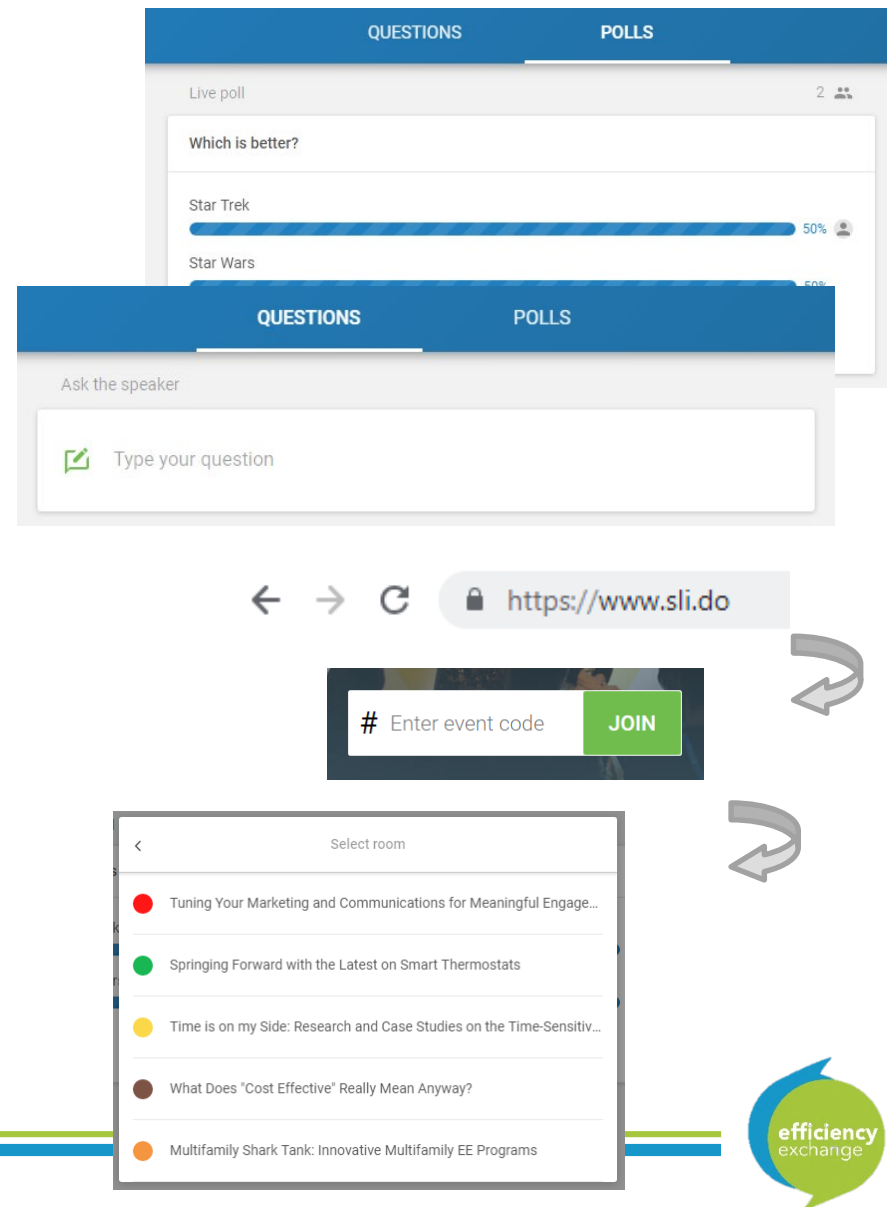 QUESTIONS POLLS
Live poll 2
Which is better?
Star Trek
50%
Star Wars
50%
QUESTIONS POLLS
Ask the speaker
Type your question
https://www.sli.do
# Enter event code JOIN
Select room
Tuning Your Marketing and Communications for Meaningful Engage...
Springing Forward with the Latest on Smart Thermostats
Time is on my Side: Research and Case Studies on the Time-Sensitiv...
What Does "Cost Effective" Really Mean Anyway?
Multifamily Shark Tank: Innovative Multifamily EE Programs
efficiency
exchange